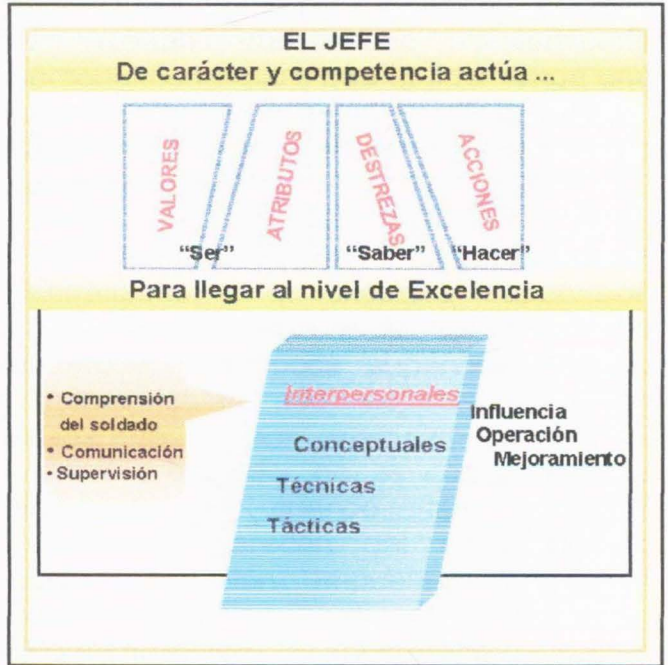 EL JEFE
De carácter y competencia actúa ...
VALORES
ATRIBUTOS
DESTREZAS
ACCIONES
“Ser”
“Saber”
“Hacer”
Para llegar al nivel de Excelencia
• Comprensión
del soldado
• Comunicación
• Supervisión
Interpersonales
Conceptuales
Técnicas
Tácticas
Influencia
Operación
Mejoramiento